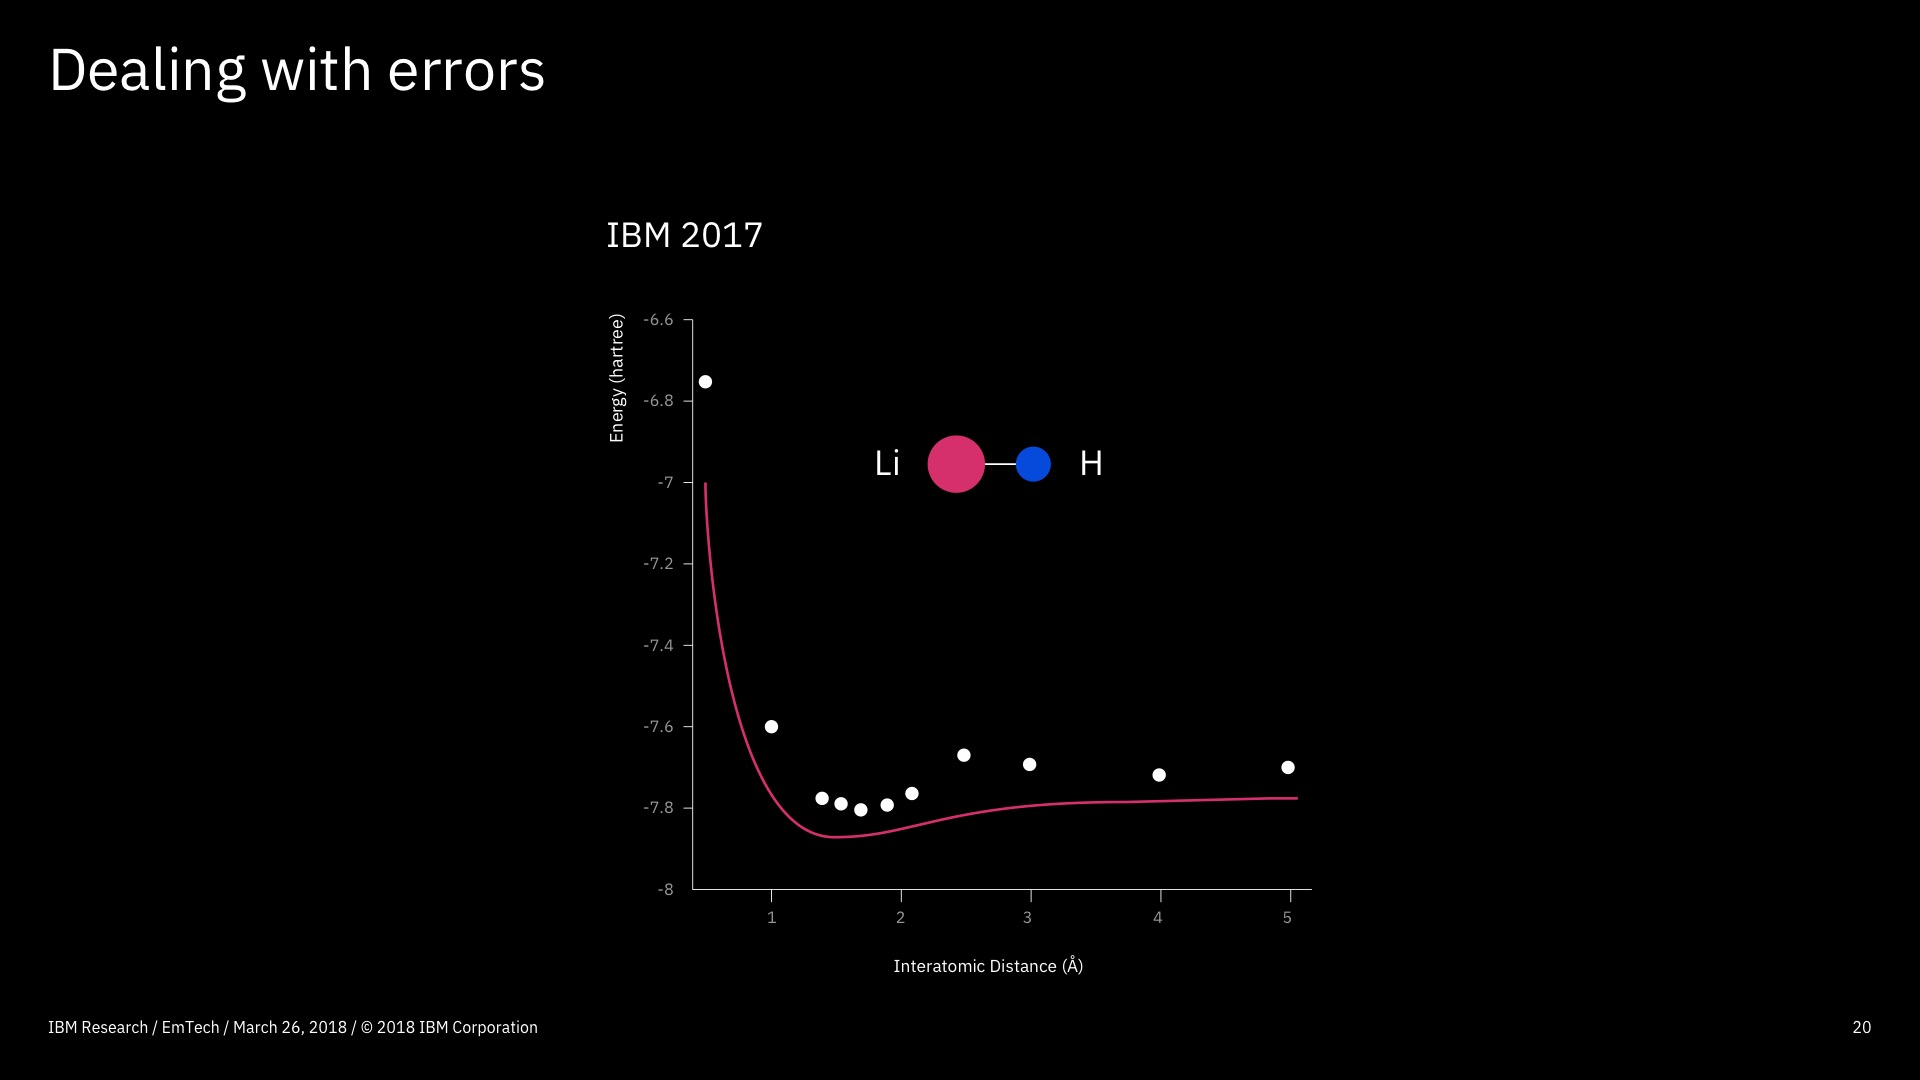 Dealing with errors
IBM 2017
Energy (hartree)
-6.6
-6.8
-7
-7.2
-7.4
-7.6
-7.8
-8
Li
H
1 2 3 4 5
Interatomic Distance (Å)
IBM Research / EmTech / March 26, 2018 / © 2018 IBM Corporation
20